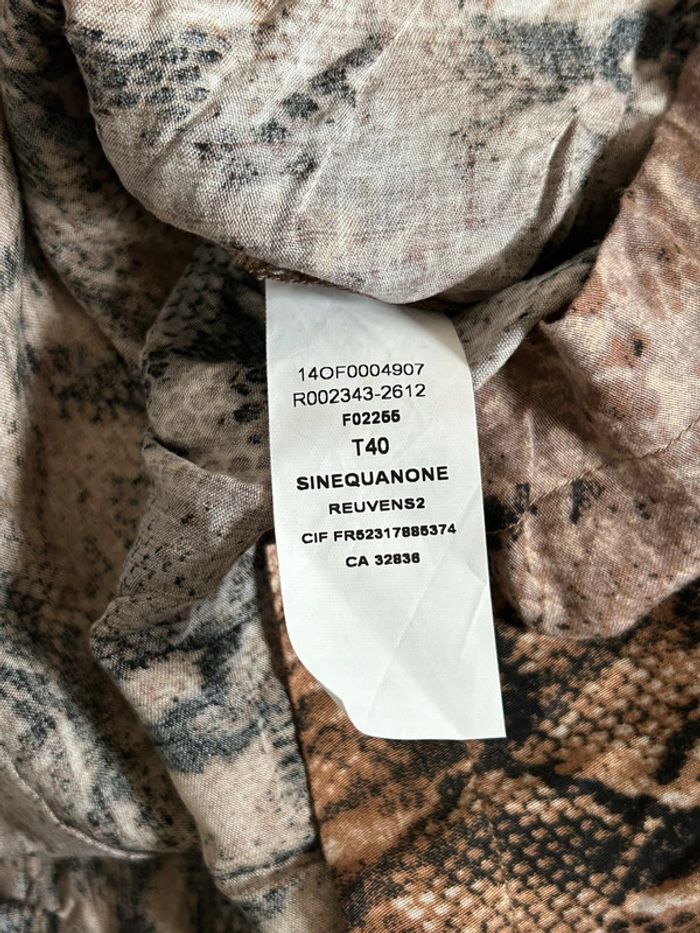 14OF0004907
R002343-2612
F02255
T40
SINEQUANONE
REUVENS2
CIF FR52317885374
CA 32836